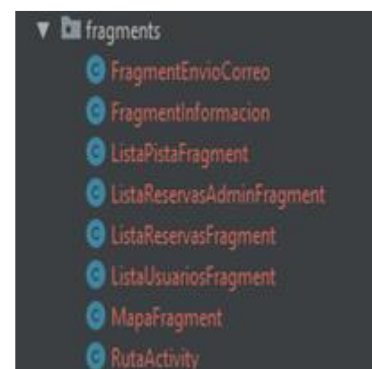 fragments
FragmentEnvioCorreo
FragmentInformacion
ListaPistaFragment
ListaReservasAdminFragment
ListaReservasFragment
ListaUsuariosFragment
MapaFragment
RutaActivity